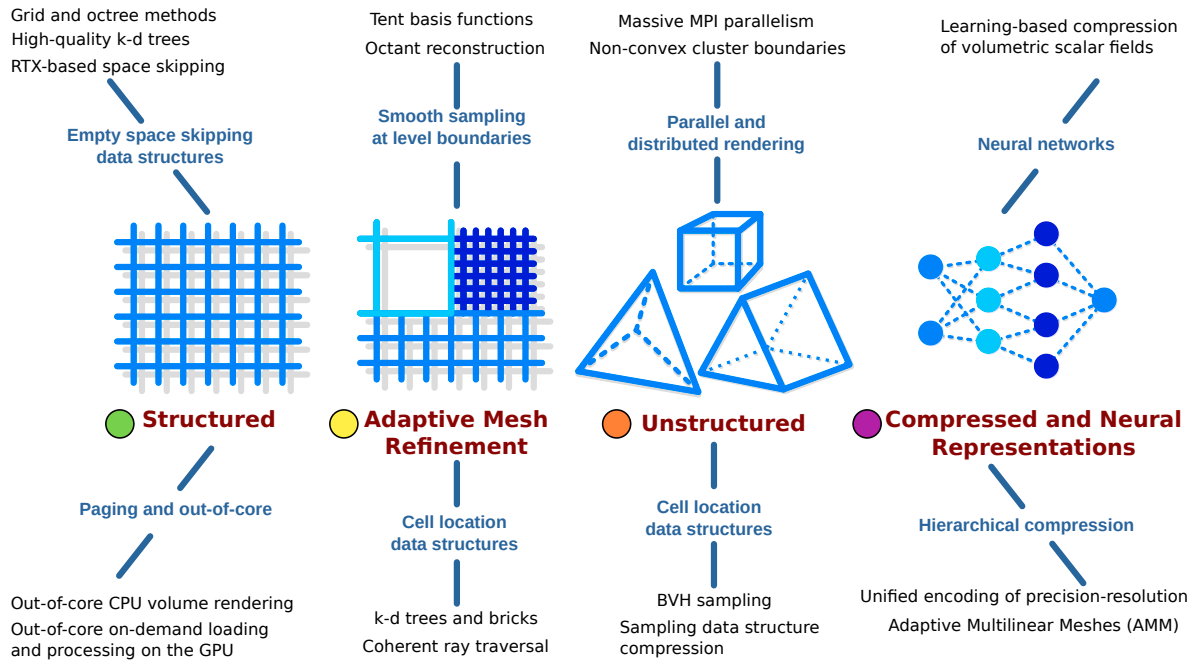 Grid and octree methods
High-quality k-d trees
RTX-based space skipping
Empty space skipping
data structures
Structured
Paging and out-of-core
Out-of-core CPU volume rendering
Out-of-core on-demand loading
and processing on the GPU
Tent basis functions
Octant reconstruction
Smooth sampling
at level boundaries
Adaptive Mesh
Refinement
Cell location
data structures
k-d trees and bricks
Coherent ray traversal
Massive MPI parallelism
Non-convex cluster boundaries
Parallel and
distributed rendering
Unstructured
Cell location
data structures
BVH sampling
Sampling data structure
compression
Learning-based compression
of volumetric scalar fields
Neural networks
Compressed and Neural
Representations
Hierarchical compression
Unified encoding of precision-resolution
Adaptive Multilinear Meshes (AMM)